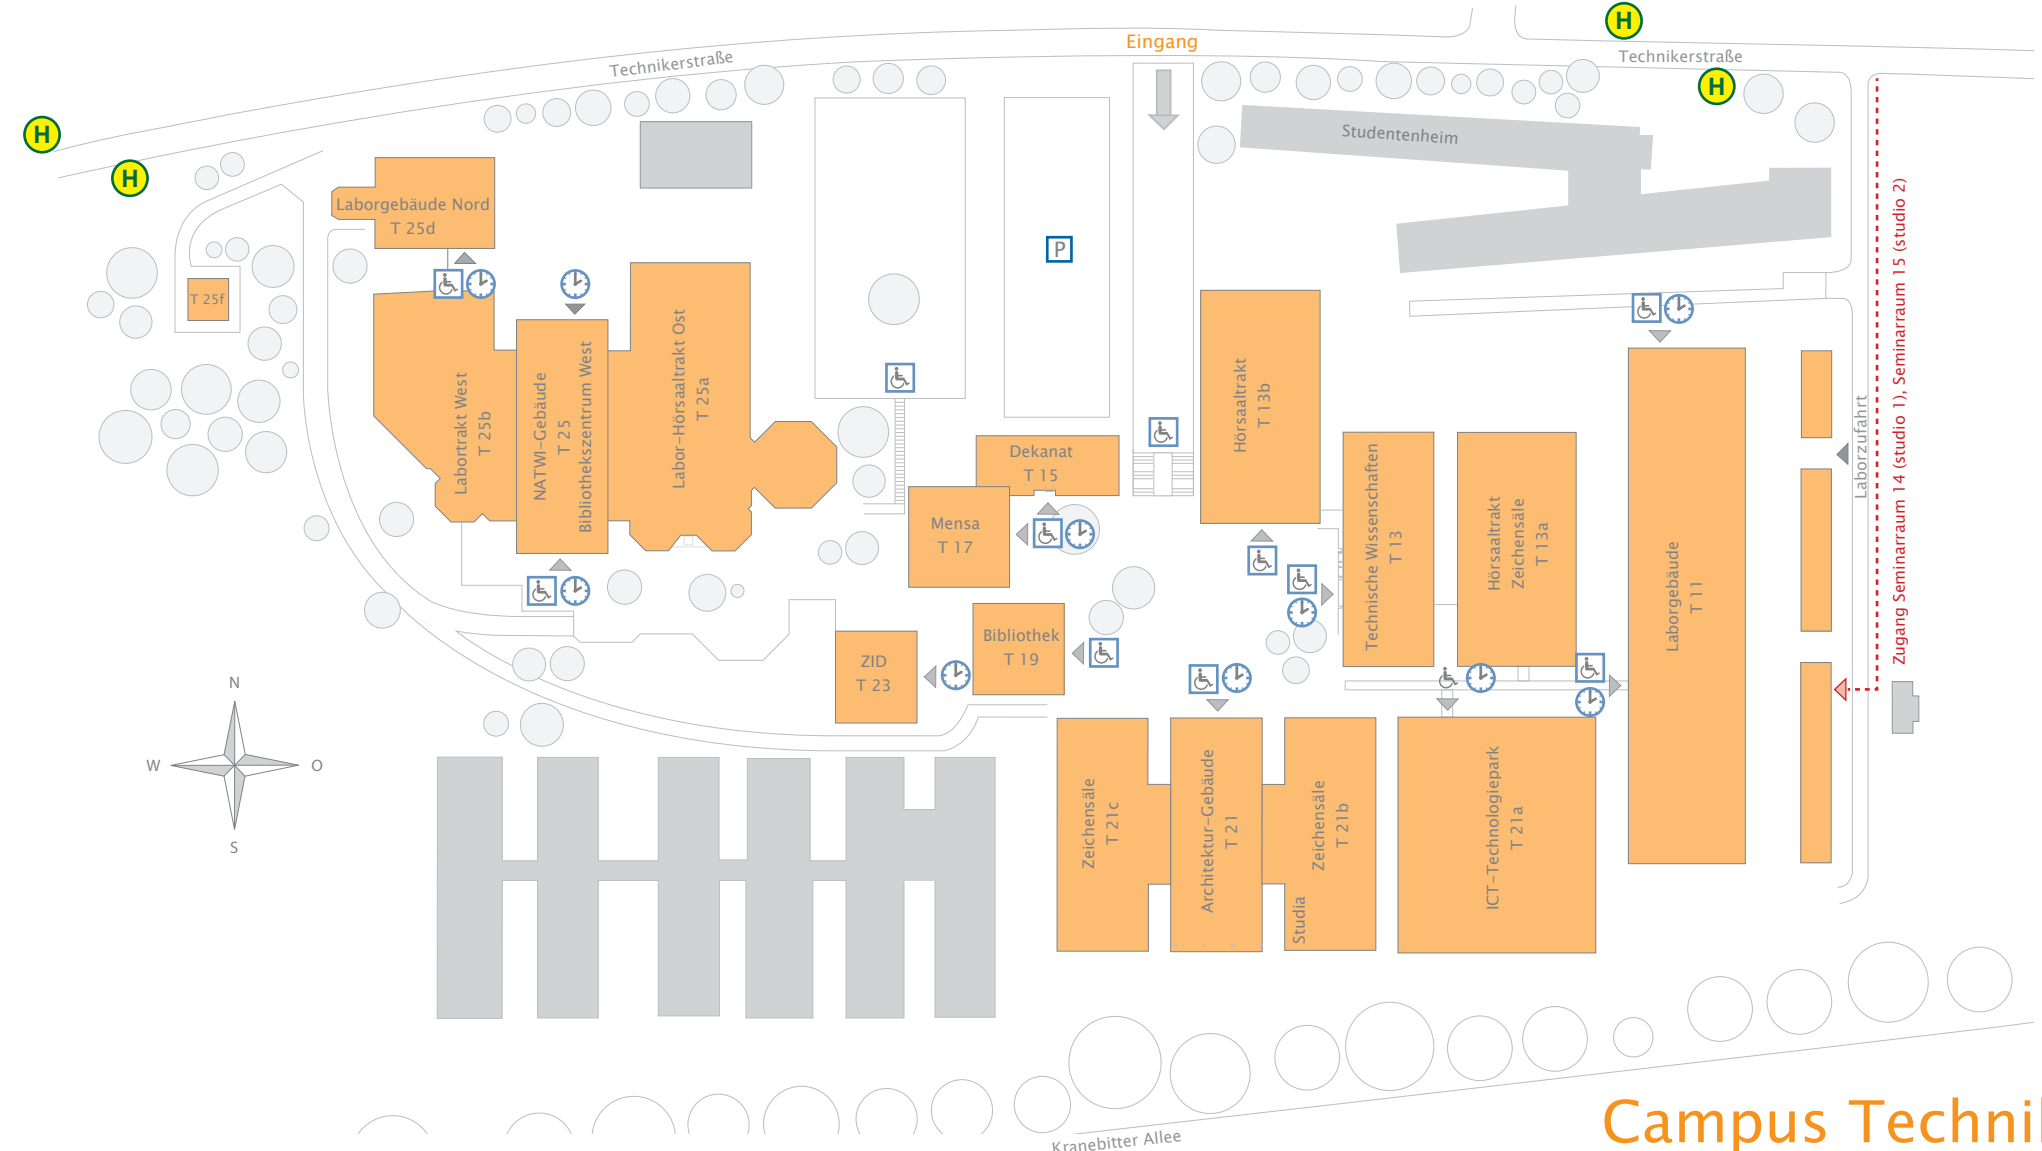 Eingang
Technikerstraße
Technikerstraße
H
H
H
H
Studentenheim
Laborgebäude Nord
T 25d
P
T 25f
Labortrakt West
T 25b
NATWI-Gebäude
T 25
Bibliothekszentrum West
Labor-Hörsaaltrakt Ost
T 25a
Dekanat
T 15
Mensa
T 17
Bibliothek
T 19
ZID
T 23
Hörsaaltrakt
T 13b
Technische Wissenschaften
T 13
Hörsaaltrakt
Zeichensäle
T 13a
Laborgebäude
T 11
Laborzufahrt
Zugang Seminarraum 14 (studio 1), Seminarraum 15 (studio 2)
N
W
O
S
Zeichensäle
T 21c
Architektur-Gebäude
T 21
Zeichensäle
T 21b
Studia
ICT-Technologiepark
T 21a
Kranebitter Allee
Campus Techni